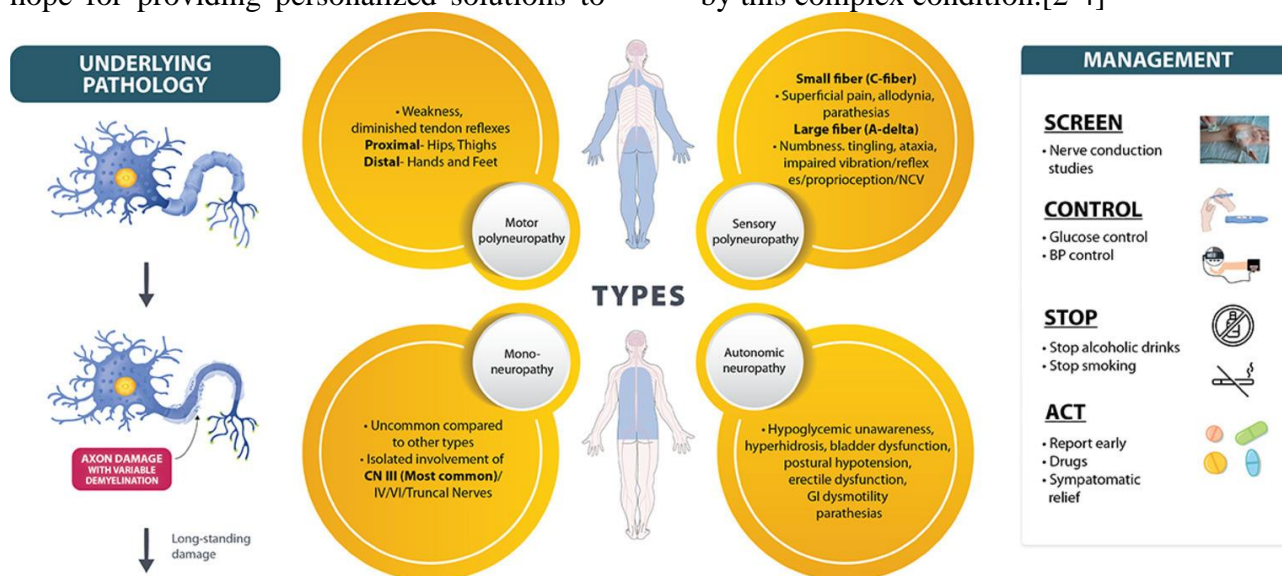 hope for providing personalized solutions to
by this complex condition.[2-4]
UNDERLYING
PATHOLOGY
AXON DAMAGE
WITH VARIABLE
DEMYELINATION
Long-standing
damage
• Weakness,
diminished tendon reflexes
Proximal- Hips, Thighs
Distal- Hands and Feet
Motor
polyneuropathy
Small fiber (C-fiber)
• Superficial pain, allodynia,
parathesias
Large fiber (A-delta)
• Numbness. tingling, ataxia,
impaired vibration/reflex
es/proprioception/NCV
Sensory
polyneuropathy
TYPES
Mono-
neuropathy
• Uncommon compared
to other types
• Isolated involvement of
CN III (Most common)/
IV/VI/Truncal Nerves
Autonomic
neuropathy
• Hypoglycemic unawareness,
hyperhidrosis, bladder dysfunction,
postural hypotension,
erectile dysfunction,
GI dysmotility
parathesias
MANAGEMENT
SCREEN
• Nerve conduction
studies
CONTROL
• Glucose control
• BP control
STOP
• Stop alcoholic drinks
• Stop smoking
ACT
• Report early
• Drugs
• Sympatomatic
relief